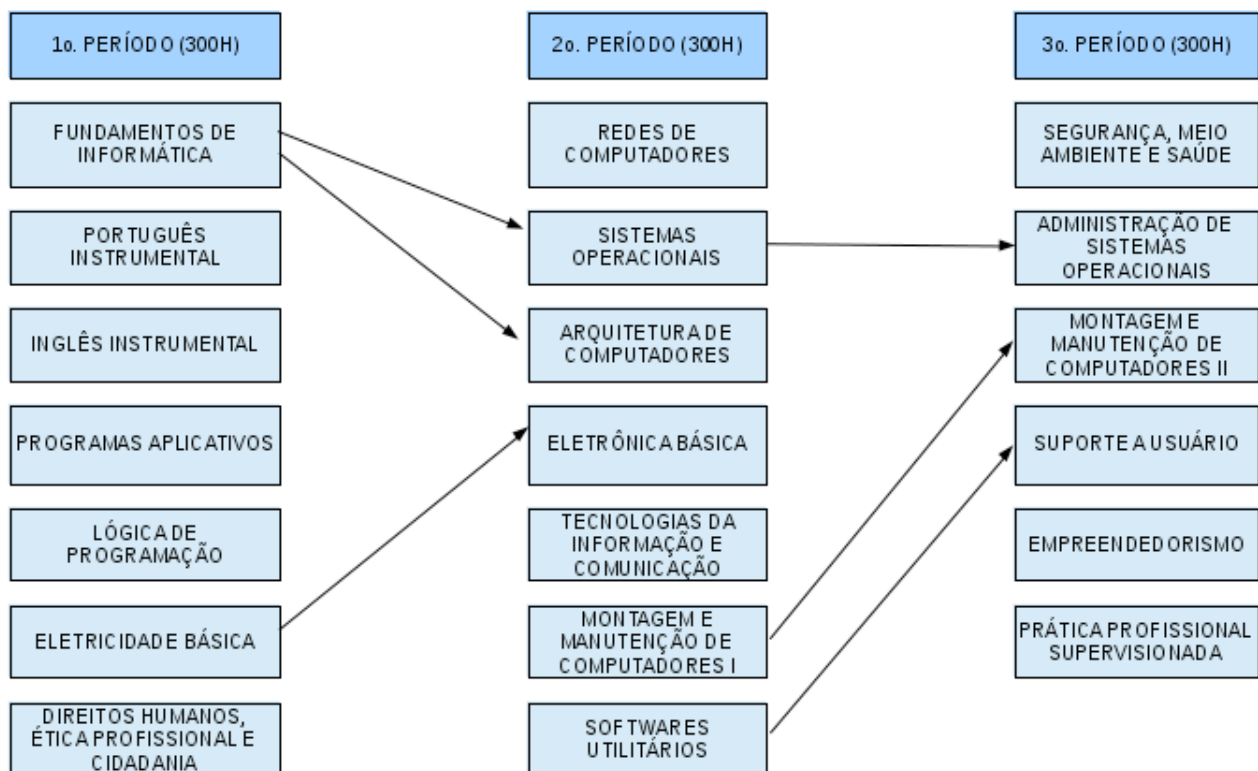 1o. PERÍODO (300H)
FUNDAMENTOS DE
INFORMÁTICA
PORTUGUÊS
INSTRUMENTAL
INGLÊS INSTRUMENTAL
PROGRAMAS APLICATIVOS
LÓGICA DE
PROGRAMAÇÃO
ELETRICIDADE BÁSICA
DIREITOS HUMANOS,
ÉTICA PROFISSIONAL E
CIDADANIA
2o. PERÍODO (300H)
REDES DE
COMPUTADORES
SISTEMAS
OPERACIONAIS
ARQUITETURA DE
COMPUTADORES
ELETRÔNICA BÁSICA
TECNOLOGIAS DA
INFORMAÇÃO E
COMUNICAÇÃO
MONTAGEM E
MANUTENÇÃO DE
COMPUTADORES I
SOFTWARES
UTILITÁRIOS
3o. PERÍODO (300H)
SEGURANÇA, MEIO
AMBIENTE E SAÚDE
ADMINISTRAÇÃO DE
SISTEMAS
OPERACIONAIS
MONTAGEM E
MANUTENÇÃO DE
COMPUTADORES II
SUPORTE A USUÁRIO
EMPREENDEDORISMO
PRÁTICA PROFISSIONAL
SUPERVISIONADA